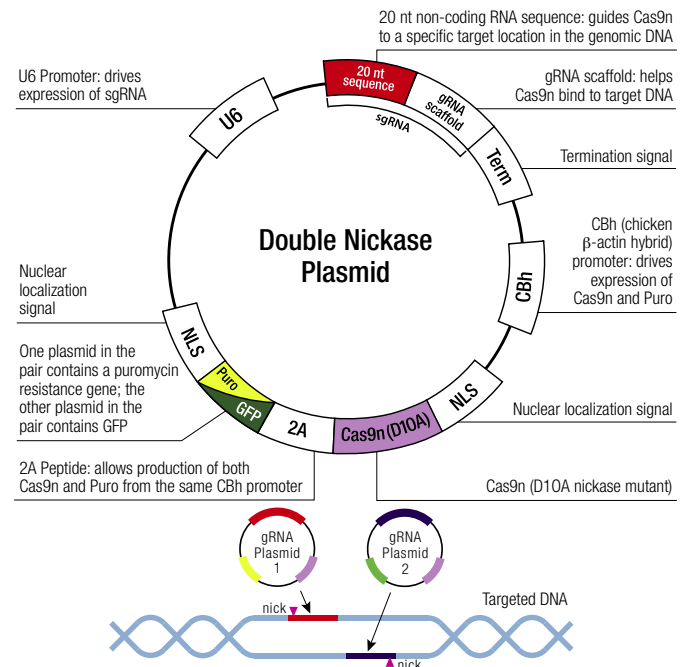 20 nt non-coding RNA sequence: guides Cas9n
to a specific target location in the genomic DNA
U6 Promoter: drives
expression of sgRNA
gRNA scaffold: helps
Cas9n bind to target DNA
20 nt
sequence
gRNA
scaffold
sgRNA
U6
Term
Termination signal
Double Nickase
Plasmid
CBh (chicken
β-actin hybrid)
promoter: drives
expression of
Cas9n and Puro
CBh
Nuclear
localization
signal
NLS
One plasmid in the
pair contains a puromycin
resistance gene; the
other plasmid in the
pair contains GFP
Puro
GFP
2A
Cas9n (D10A)
NLS
Nuclear localization signal
2A Peptide: allows production of both
Cas9n and Puro from the same CBh promoter
Cas9n (D10A nickase mutant)
gRNA
Plasmid
1
gRNA
Plasmid
2
Targeted DNA
nick
nick